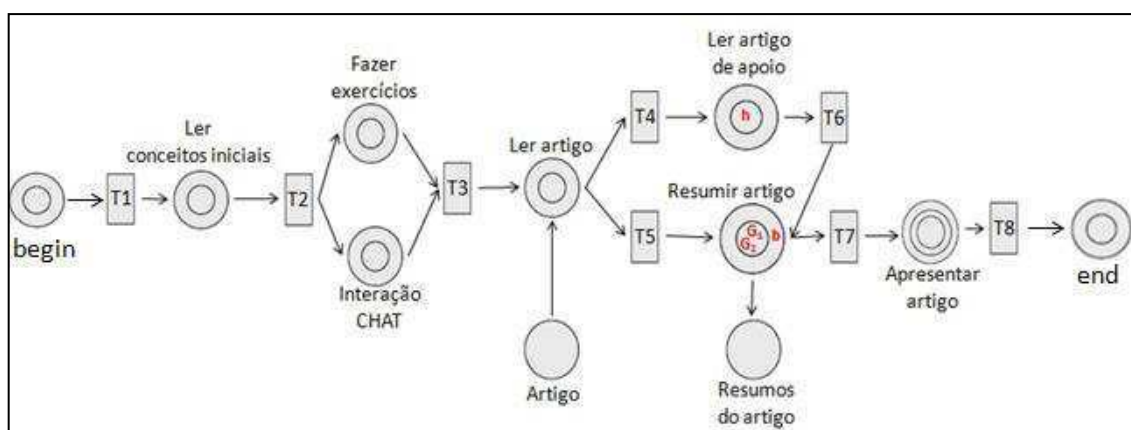 begin
T1
Ler
conceitos iniciais
T2
Fazer
exercícios
Interação
CHAT
T3
Ler artigo
Artigo
T4
Ler artigo
de apoio
h
T6
T5
Resumir artigo
G₁
G₂
b
Resumos
do artigo
T7
Apresentar
artigo
T8
end